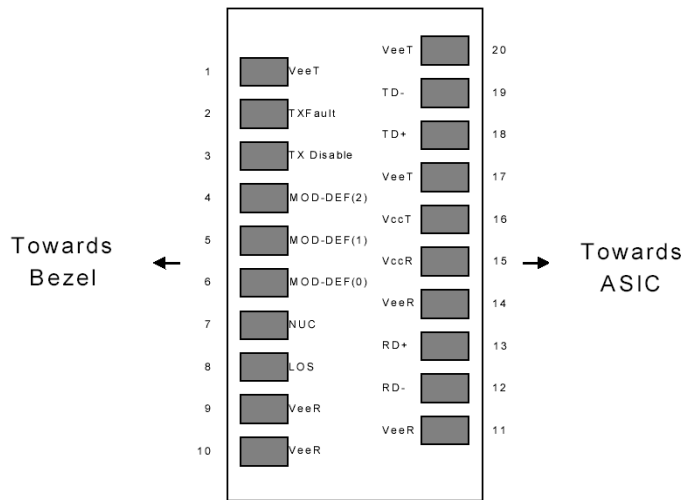 VeeT 20
1 VeeT
TD- 19
2 TXFault
TD+ 18
3 TX Disable
VeeT 17
4 MOD-DEF(2)
VccT 16
5 MOD-DEF(1)
Towards
Bezel
VccR 15
Towards
ASIC
6 MOD-DEF(0)
VeeR 14
7 NUC
RD+ 13
8 LOS
RD- 12
9 VeeR
VeeR 11
10 VeeR